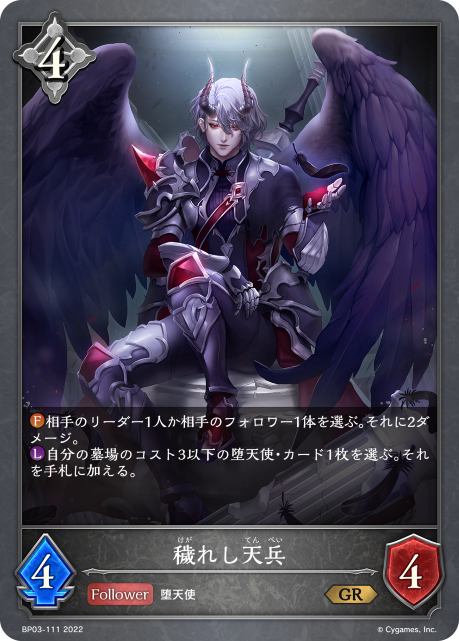 4
F相手のリーダー1人か相手のフォロワー1体を選ぶ。それに2ダ
メージ。
L自分の墓場のコスト3以下の堕天使・カード1枚を選ぶ。それ
を手札に加える。
けが てん ぺい
穢れし天兵
4 Follower 堕天使 GR 4
BP03-111 2022 © Cygames, Inc.